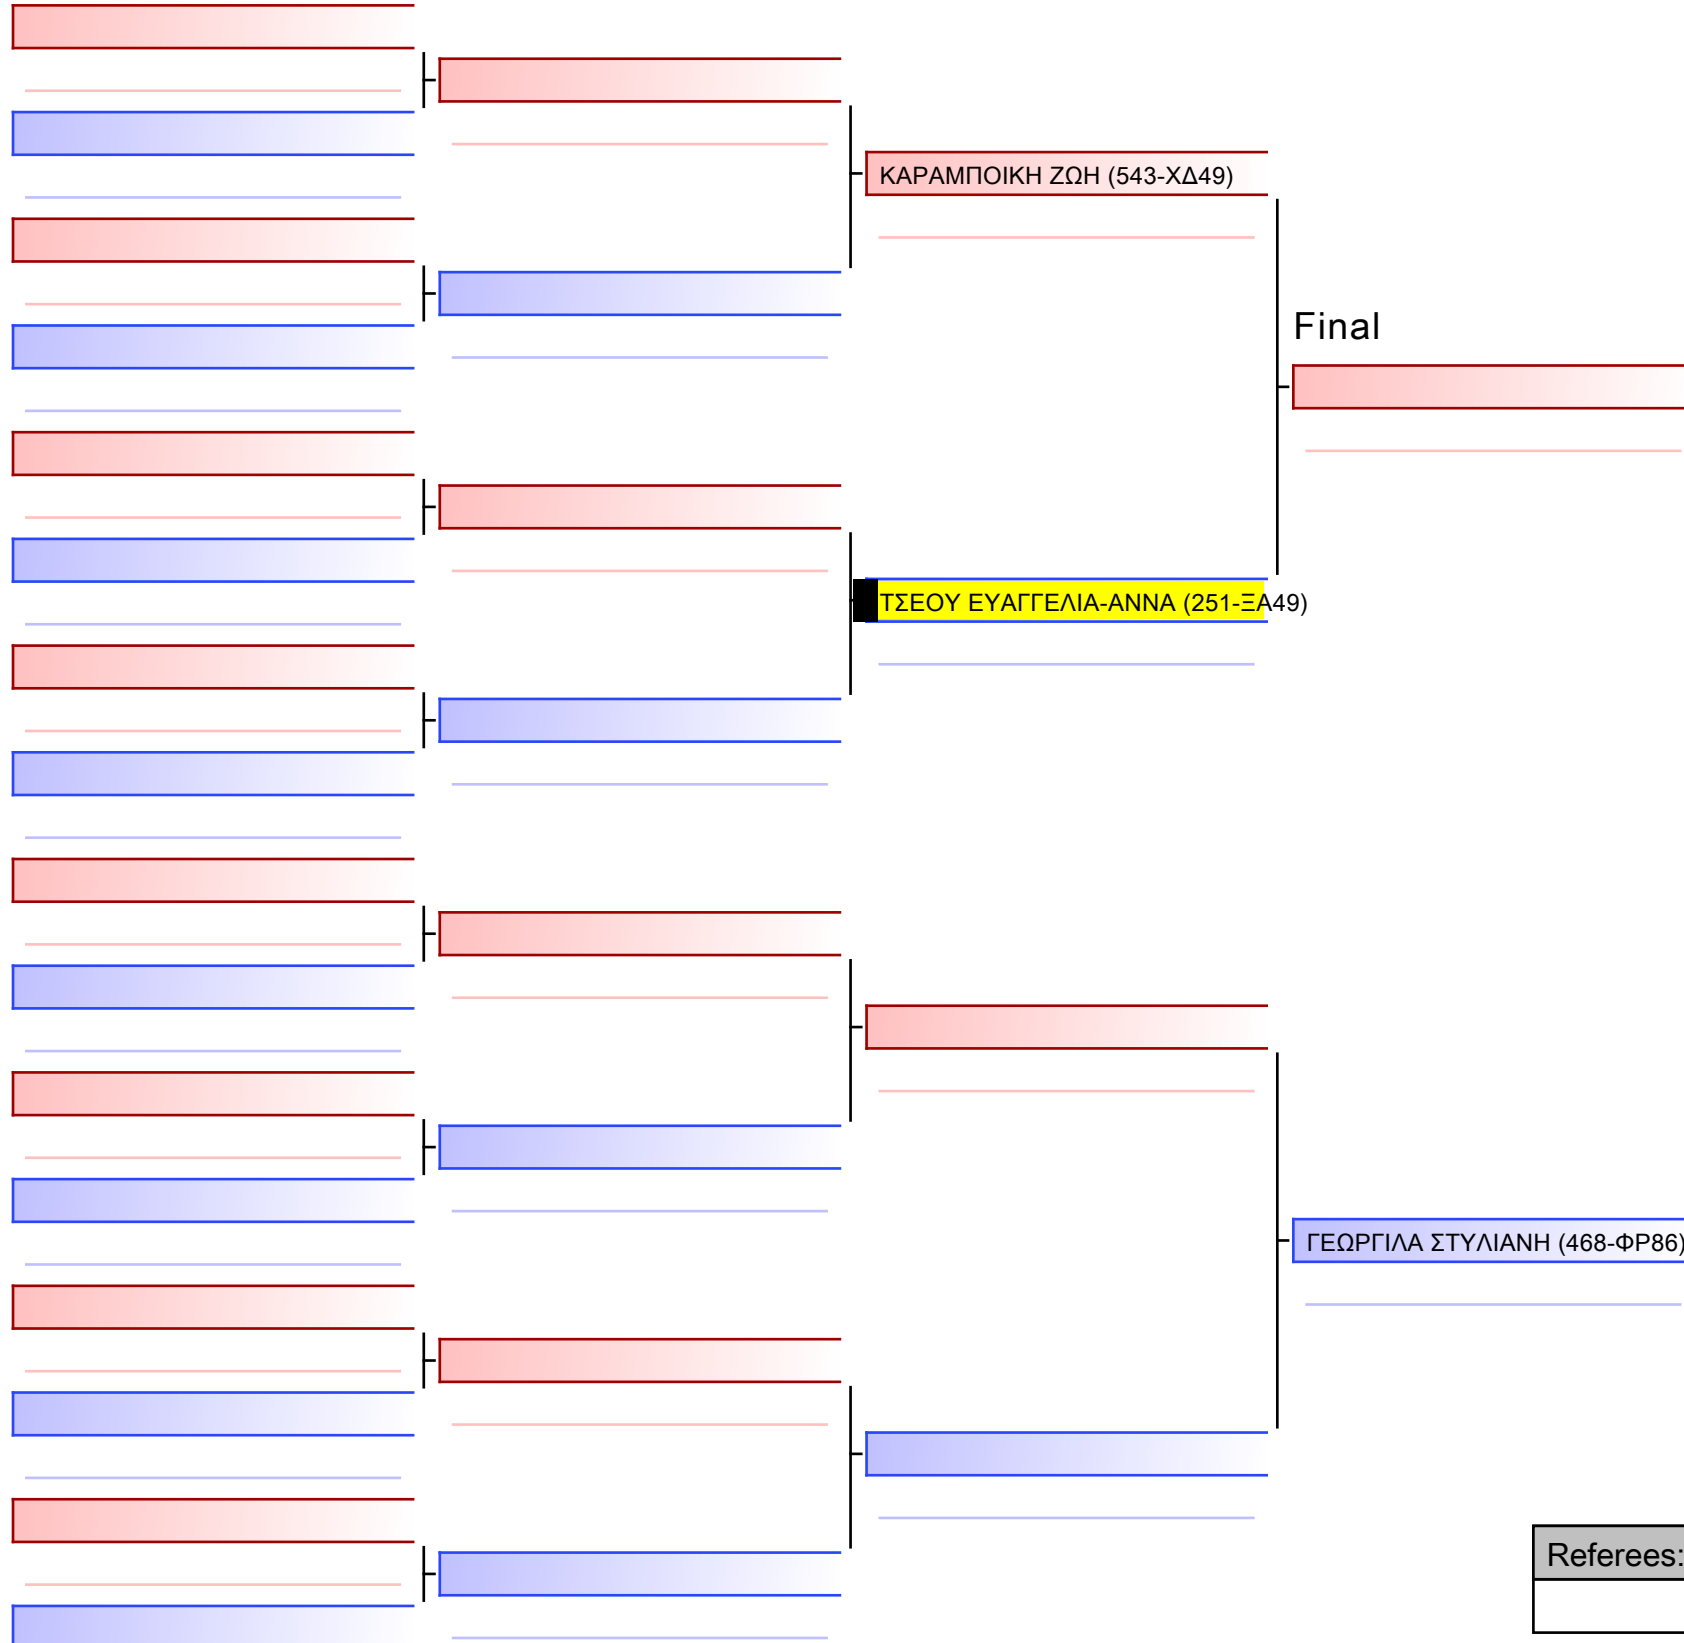 ΚΑΡΑΜΠΟΙΚΗ ΖΩΗ (543-ΧΔ49)
Final
ΤΣΕΟΥ ΕΥΑΓΓΕΛΙΑ-ΑΝΝΑ (251-ΞΑ49)
ΓΕΩΡΓΙΛΑ ΣΤΥΛΙΑΝΗ (468-ΦΡ86)
Referees: